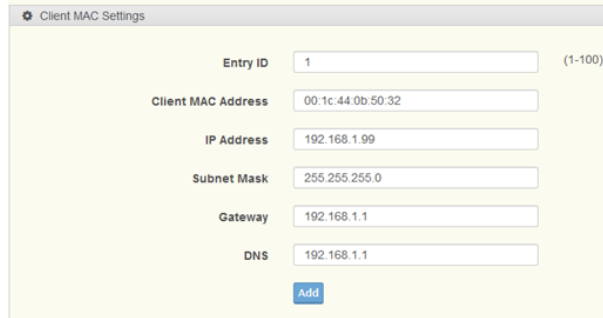 Client MAC Settings
Entry ID 1 (1-100)
Client MAC Address 00:1c:44:0b:50:32
IP Address 192.168.1.99
Subnet Mask 255.255.255.0
Gateway 192.168.1.1
DNS 192.168.1.1
Add